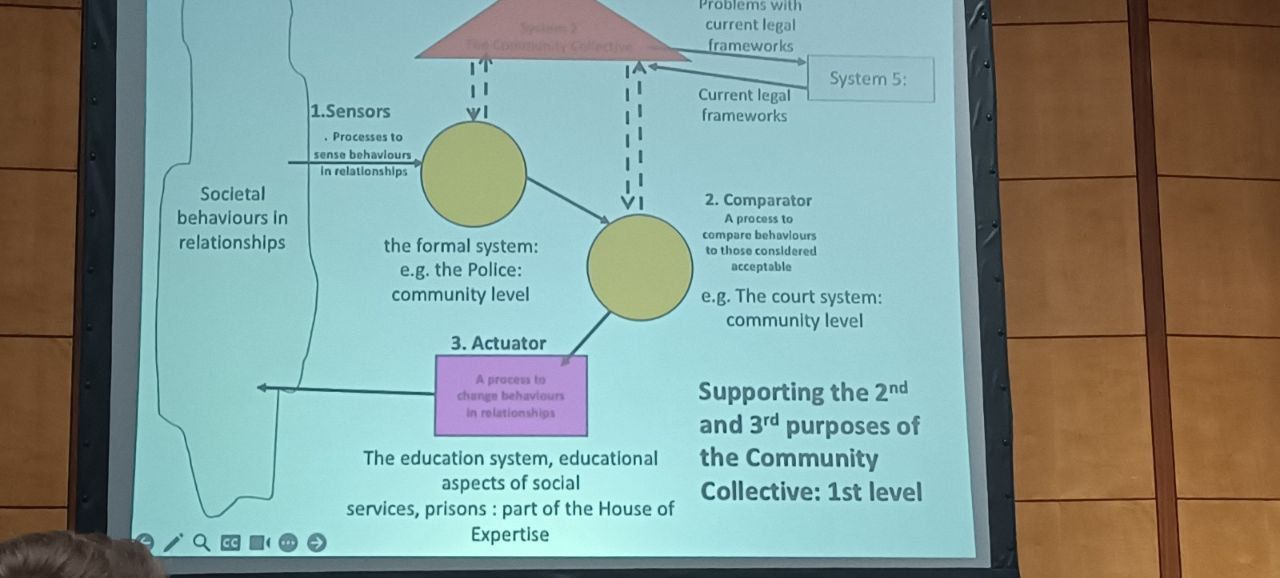 Problems with
current legal
frameworks
System 2
The Community Collective
System 5:
Current legal
frameworks
1.Sensors
. Processes to
sense behaviours
in relationships
Societal
behaviours in
relationships
the formal system:
e.g. the Police:
community level
2. Comparator
A process to
compare behaviours
to those considered
acceptable
e.g. The court system:
community level
3. Actuator
A process to
change behaviours
in relationships
The education system, educational
aspects of social
services, prisons : part of the House of
Expertise
Supporting the 2nd
and 3rd purposes of
the Community
Collective: 1st level
CC